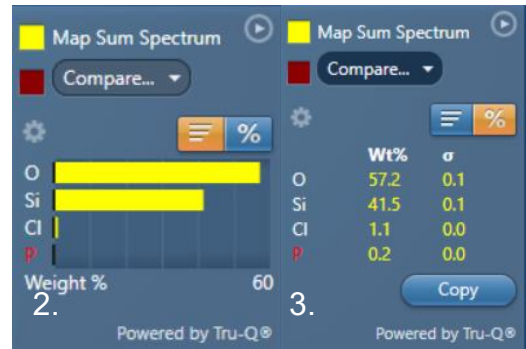 Map Sum Spectrum
Compare...
%
O
Si
Cl
P
Weight % 60
2.
Powered by Tru-Q®
Map Sum Spectrum
Compare...
%
Wt% σ
O 57.2 0.1
Si 41.5 0.1
Cl 1.1 0.0
P 0.2 0.0
Copy
3.
Powered by Tru-Q®